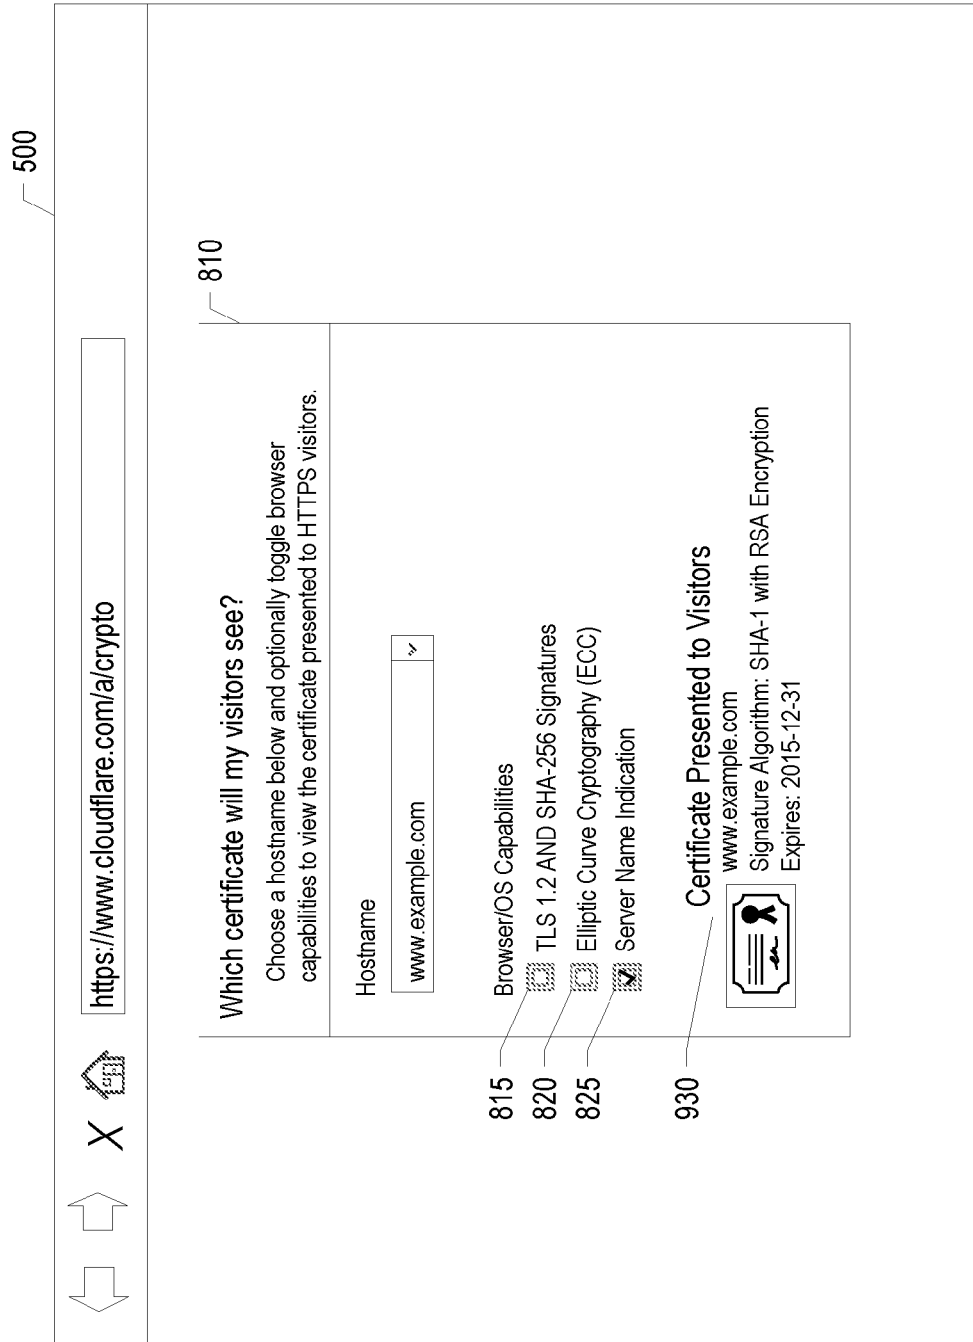 500
X
https://www.cloudflare.com/a/crypto
810
Which certificate will my visitors see?
Choose a hostname below and optionally toggle browser
capabilities to view the certificate presented to HTTPS visitors.
Hostname
www.example.com
Browser/OS Capabilities
815
TLS 1.2 AND SHA-256 Signatures
820
Elliptic Curve Cryptography (ECC)
825
Server Name Indication
930
Certificate Presented to Visitors
www.example.com
Signature Algorithm: SHA-1 with RSA Encryption
Expires: 2015-12-31